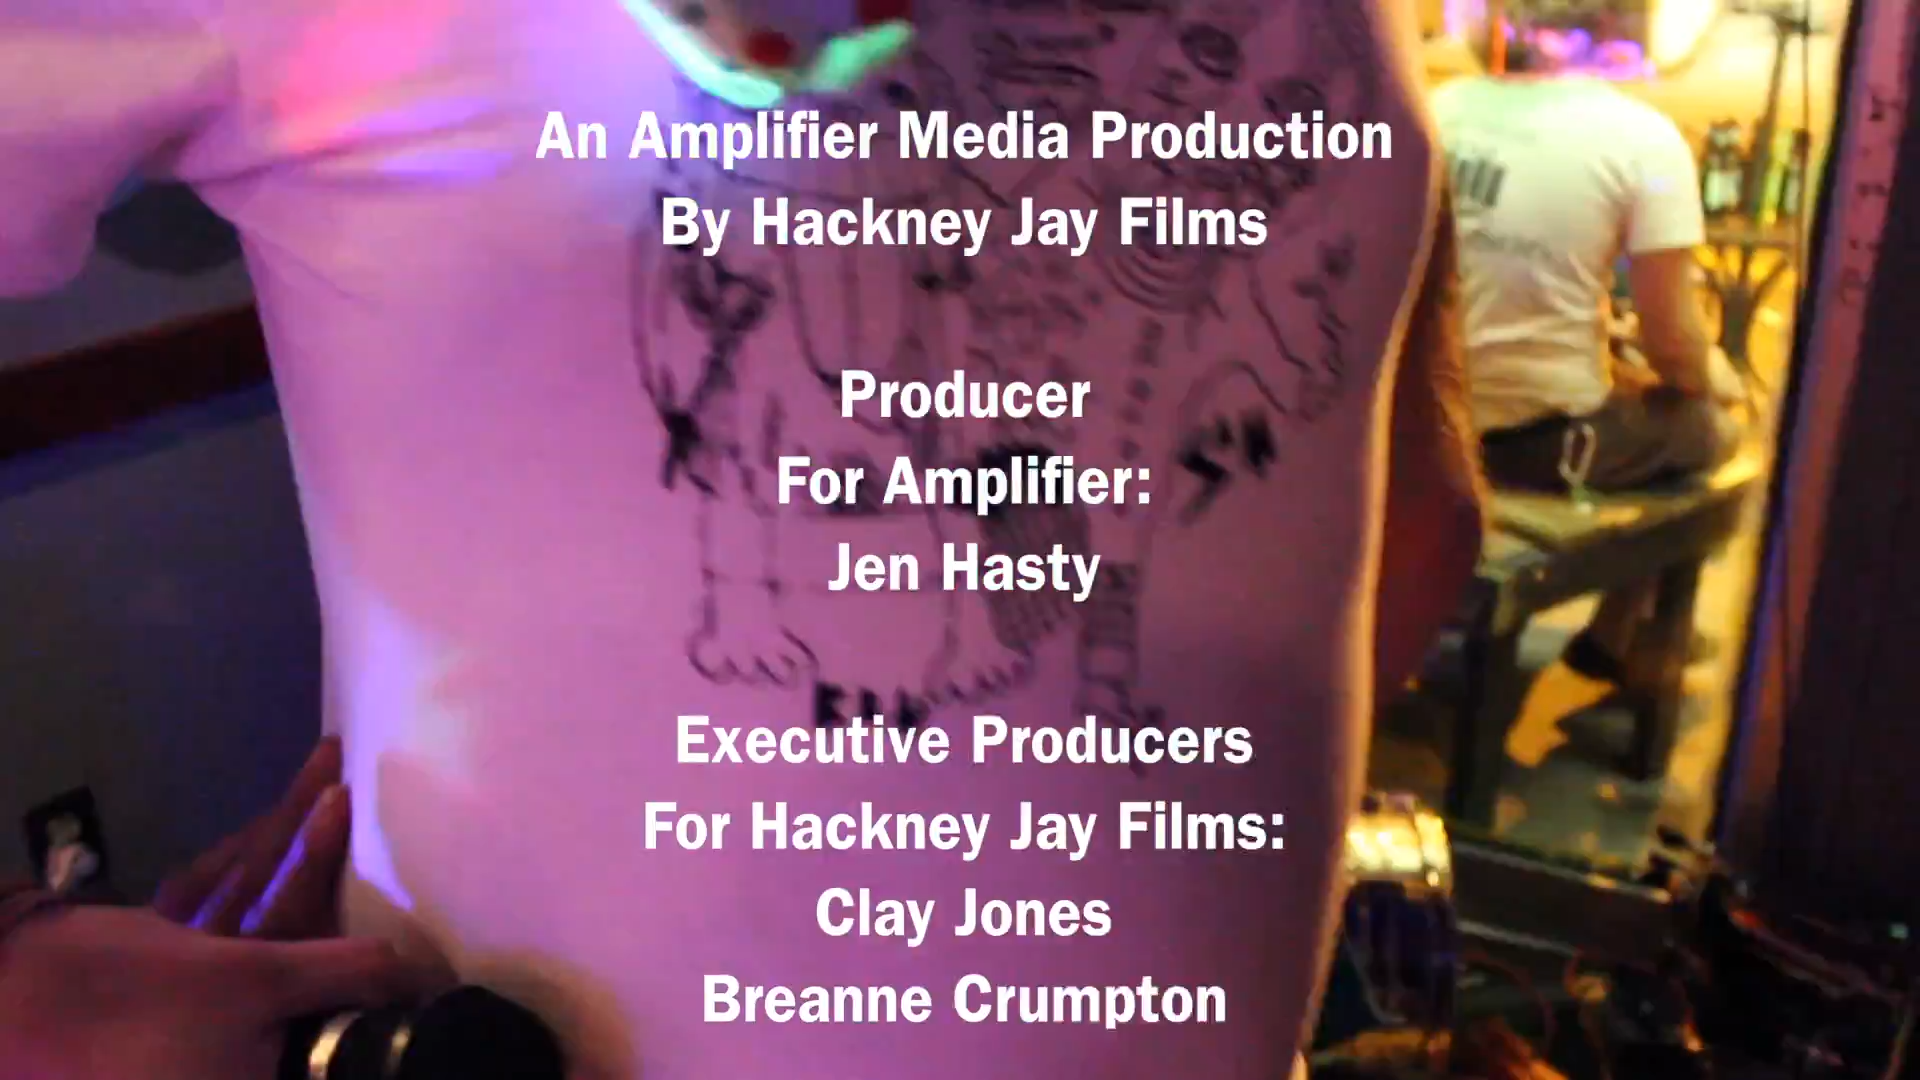 An Amplifier Media Production
By Hackney Jay Films
Producer
For Amplifier:
Jen Hasty
Executive Producers
For Hackney Jay Films:
Clay Jones
Breanne Crumpton